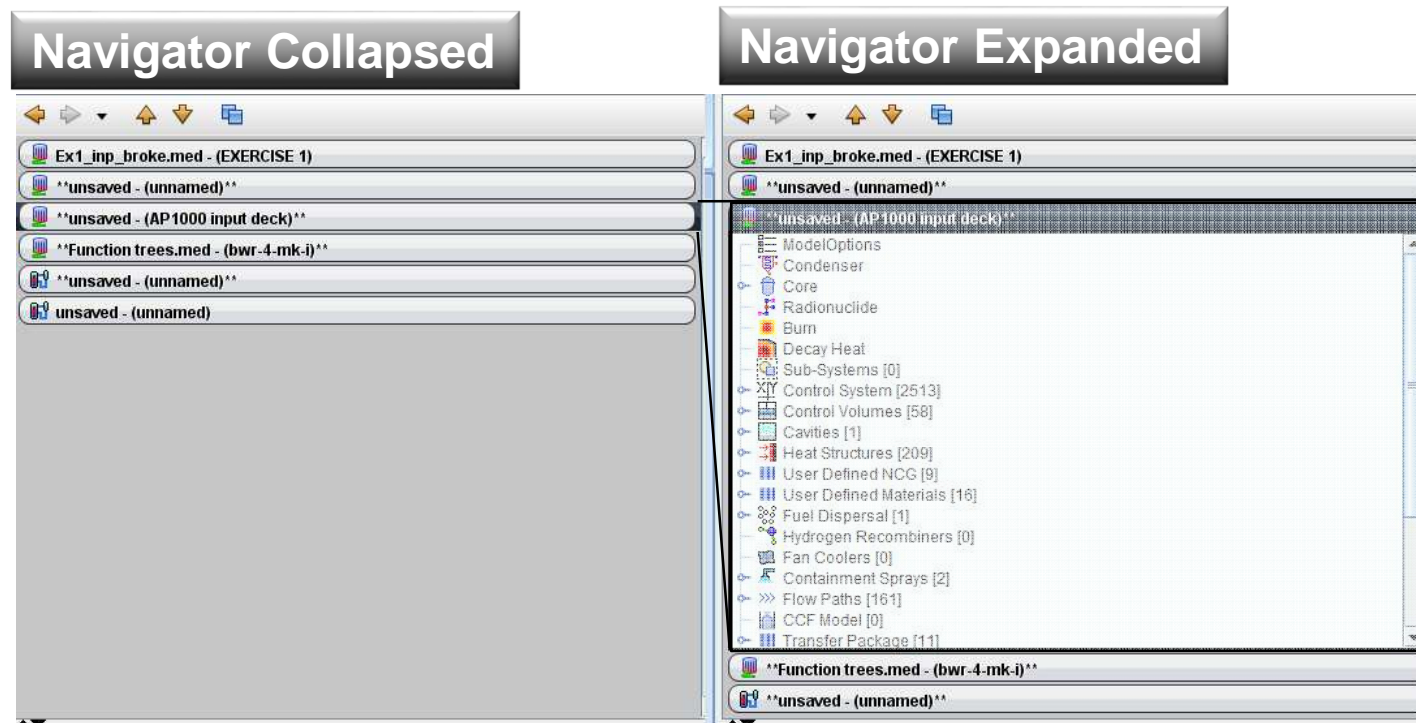 Navigator Collapsed
Ex1_inp_broke.med - (EXERCISE 1)
**unsaved - (unnamed)**
**unsaved - (AP1000 input deck)**
**Function trees.med - (bwr-4-mk-i)**
**unsaved - (unnamed)**
unsaved - (unnamed)
Navigator Expanded
Ex1_inp_broke.med - (EXERCISE 1)
**unsaved - (unnamed)**
**unsaved - (AP1000 input deck)**
ModelOptions
Condenser
Core
Radionuclide
Burn
Decay Heat
Sub-Systems [0]
Control System [2513]
Control Volumes [58]
Cavities [1]
Heat Structures [209]
User Defined NCG [9]
User Defined Materials [16]
Fuel Dispersal [1]
Hydrogen Recombiners [0]
Fan Coolers [0]
Containment Sprays [2]
Flow Paths [161]
CCF Model [0]
Transfer Package [11]
**Function trees.med - (bwr-4-mk-i)**
**unsaved - (unnamed)**